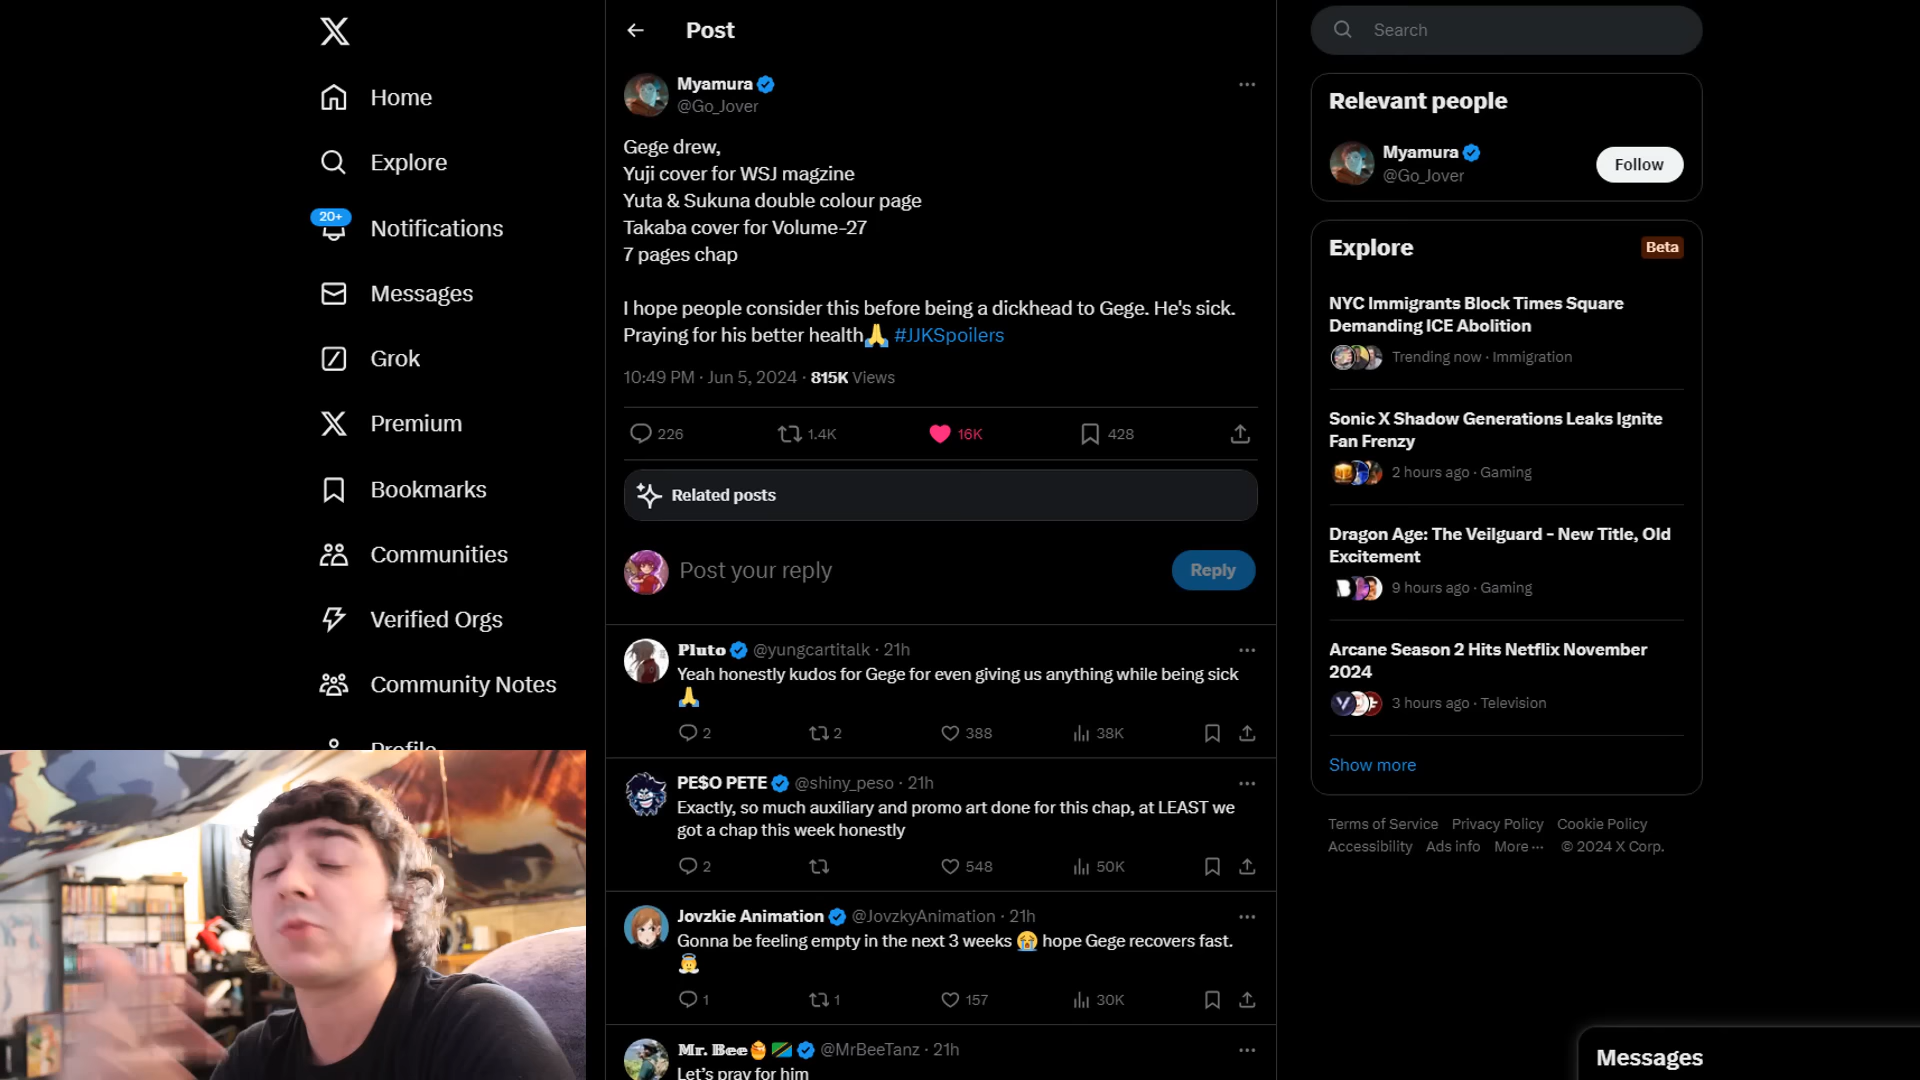 Home
Explore
20+
Notifications
Messages
Grok
Premium
Bookmarks
Communities
Verified Orgs
Community Notes
Profile
Post
Myamura
@Go_Jover
Gege drew,
Yuji cover for WSJ magzine
Yuta & Sukuna double colour page
Takaba cover for Volume-27
7 pages chap
I hope people consider this before being a dickhead to Gege. He's sick.
Praying for his better health🙏 #JJKSpoilers
10:49 PM · Jun 5, 2024 · 815K Views
226 1.4K 16K 428
Related posts
Post your reply
Reply
Pluto @yungcartitalk · 21h
Yeah honestly kudos for Gege for even giving us anything while being sick
🙏
2 2 388 38K
PE$O PETE @shiny_peso · 21h
Exactly, so much auxiliary and promo art done for this chap, at LEAST we
got a chap this week honestly
2 548 50K
Jovzkie Animation @JovzkyAnimation · 21h
Gonna be feeling empty in the next 3 weeks 😭 hope Gege recovers fast.
1 1 157 30K
Mr. Bee @MrBeeTanz · 21h
Let's pray for him
Search
Relevant people
Myamura
@Go_Jover
Follow
Explore
Beta
NYC Immigrants Block Times Square
Demanding ICE Abolition
Trending now · Immigration
Sonic X Shadow Generations Leaks Ignite
Fan Frenzy
2 hours ago · Gaming
Dragon Age: The Veilguard - New Title, Old
Excitement
9 hours ago · Gaming
Arcane Season 2 Hits Netflix November
2024
3 hours ago · Television
Show more
Terms of Service Privacy Policy Cookie Policy
Accessibility Ads info More ··· © 2024 X Corp.
Messages